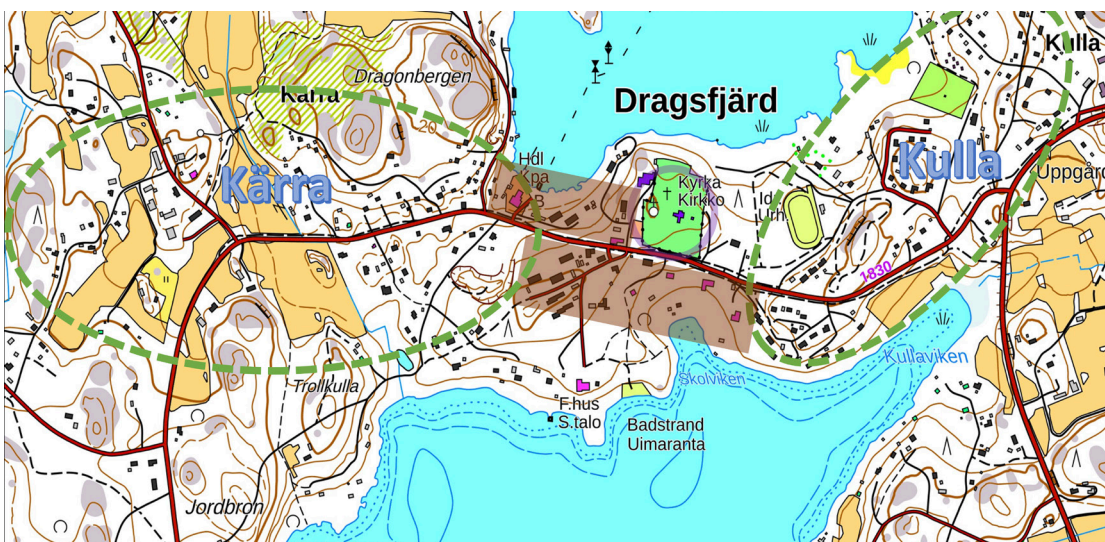 Dragonbergen
Kärra
Dragsfjärd
Kulla
20
Hdl
Kpa
B
Kärra
Kyrka
Kirkko
Id
Urh.
Kulla
Uppgård
1830
Trollkulla
Skolviken
Kullaviken
F.hus
S.talo
Badstrand
Uimaranta
Jordbron